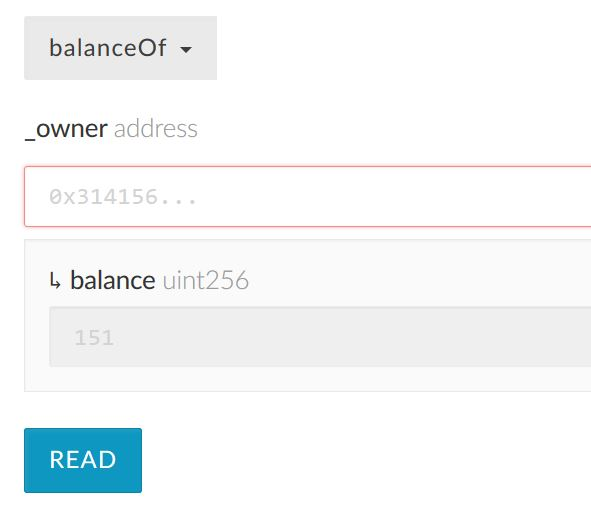 balanceOf
_owner address
0x314156...
↳ balance uint256
151
READ